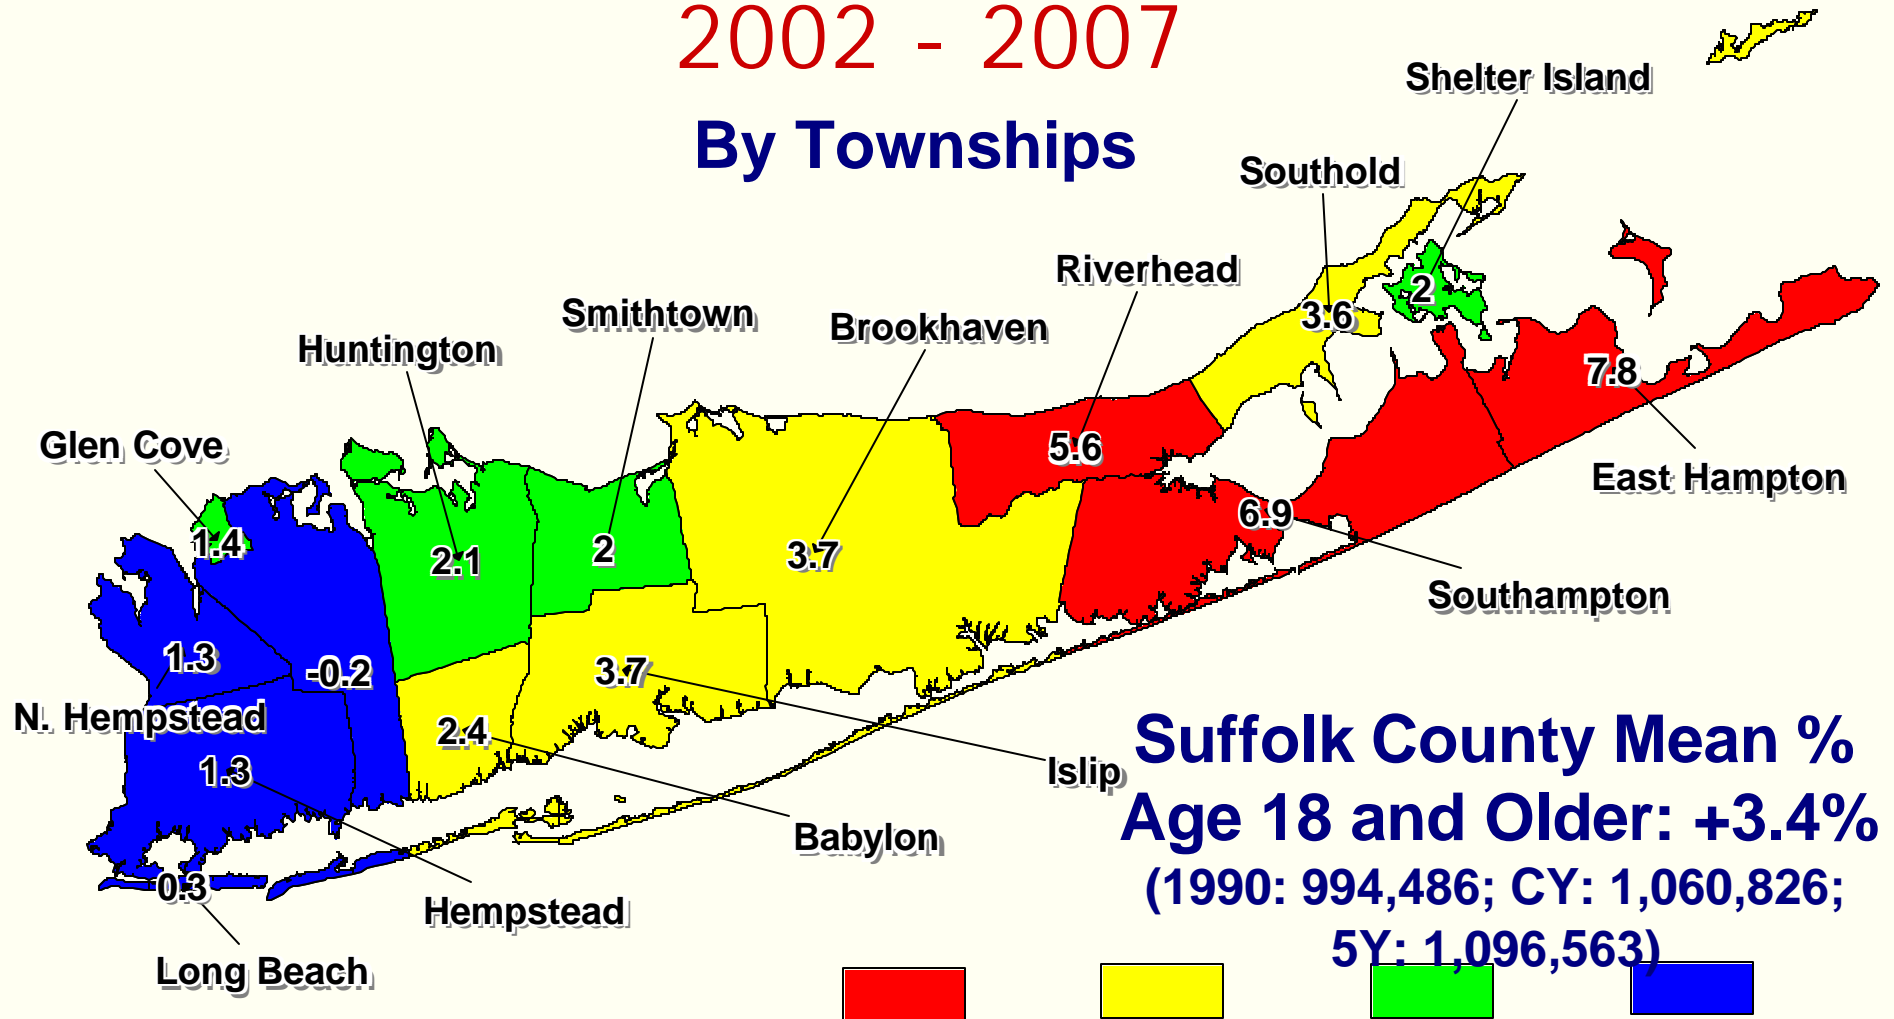 2002 - 2007
By Townships
Shelter Island
Southold
Riverhead
Smithtown
Brookhaven
Huntington
Glen Cove
2
3.6
7.8
5.6
East Hampton
6.9
1.4
2.1
2
3.7
Southampton
1.3
-0.2
3.7
N. Hempstead
2.4
1.3
Islip
Babylon
0.3
Hempstead
Long Beach
Suffolk County Mean %
Age 18 and Older: +3.4%
(1990: 994,486; CY: 1,060,826;
5Y: 1,096,563)